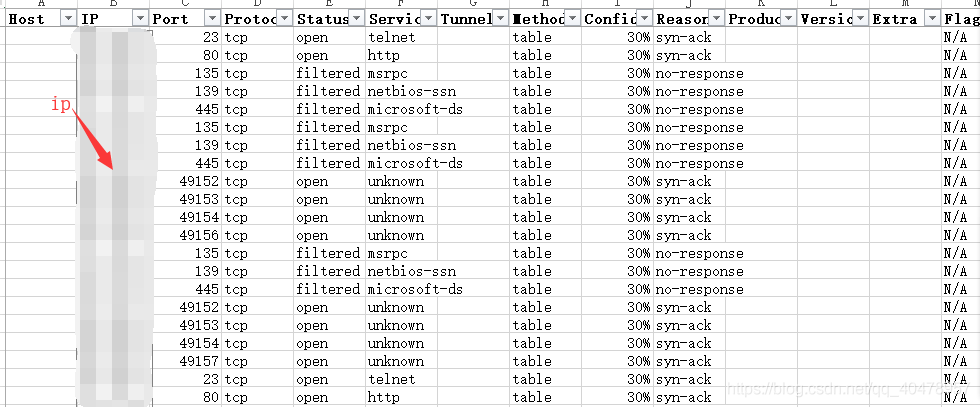 A B C D E F G H I J K L M
Host IP Port Protoc Status Servic Tunnel Method Confid Reason Produc Versic Extra Flag
23 tcp open telnet table 30% syn-ack N/A
80 tcp open http table 30% syn-ack N/A
135 tcp filtered msrpc table 30% no-response N/A
139 tcp filtered netbios-ssn table 30% no-response N/A
445 tcp filtered microsoft-ds table 30% no-response N/A
ip
135 tcp filtered msrpc table 30% no-response N/A
139 tcp filtered netbios-ssn table 30% no-response N/A
445 tcp filtered microsoft-ds table 30% no-response N/A
49152 tcp open unknown table 30% syn-ack N/A
49153 tcp open unknown table 30% syn-ack N/A
49154 tcp open unknown table 30% syn-ack N/A
49156 tcp open unknown table 30% syn-ack N/A
135 tcp filtered msrpc table 30% no-response N/A
139 tcp filtered netbios-ssn table 30% no-response N/A
445 tcp filtered microsoft-ds table 30% no-response N/A
49152 tcp open unknown table 30% syn-ack N/A
49153 tcp open unknown table 30% syn-ack N/A
49154 tcp open unknown table 30% syn-ack N/A
49157 tcp open unknown table 30% syn-ack N/A
23 tcp open telnet table 30% syn-ack N/A
80 tcp open http table 30% syn-ack N/A